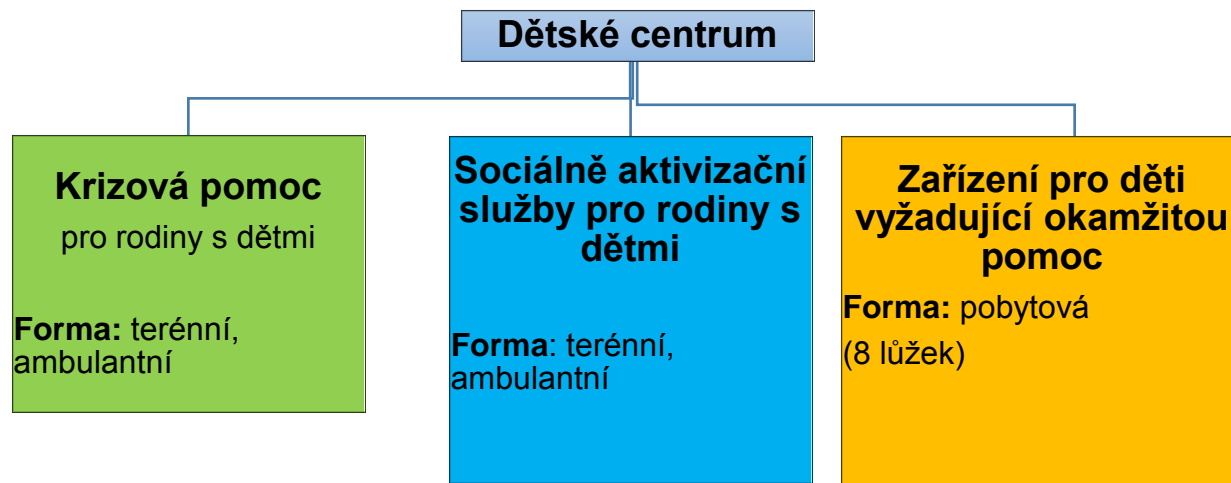 Dětské centrum
Krizová pomoc
pro rodiny s dětmi
Forma: terénní,
ambulantní
Sociálně aktivizační
služby pro rodiny s
dětmi
Forma: terénní,
ambulantní
Zařízení pro děti
vyžadující okamžitou
pomoc
Forma: pobytová
(8 lůžek)